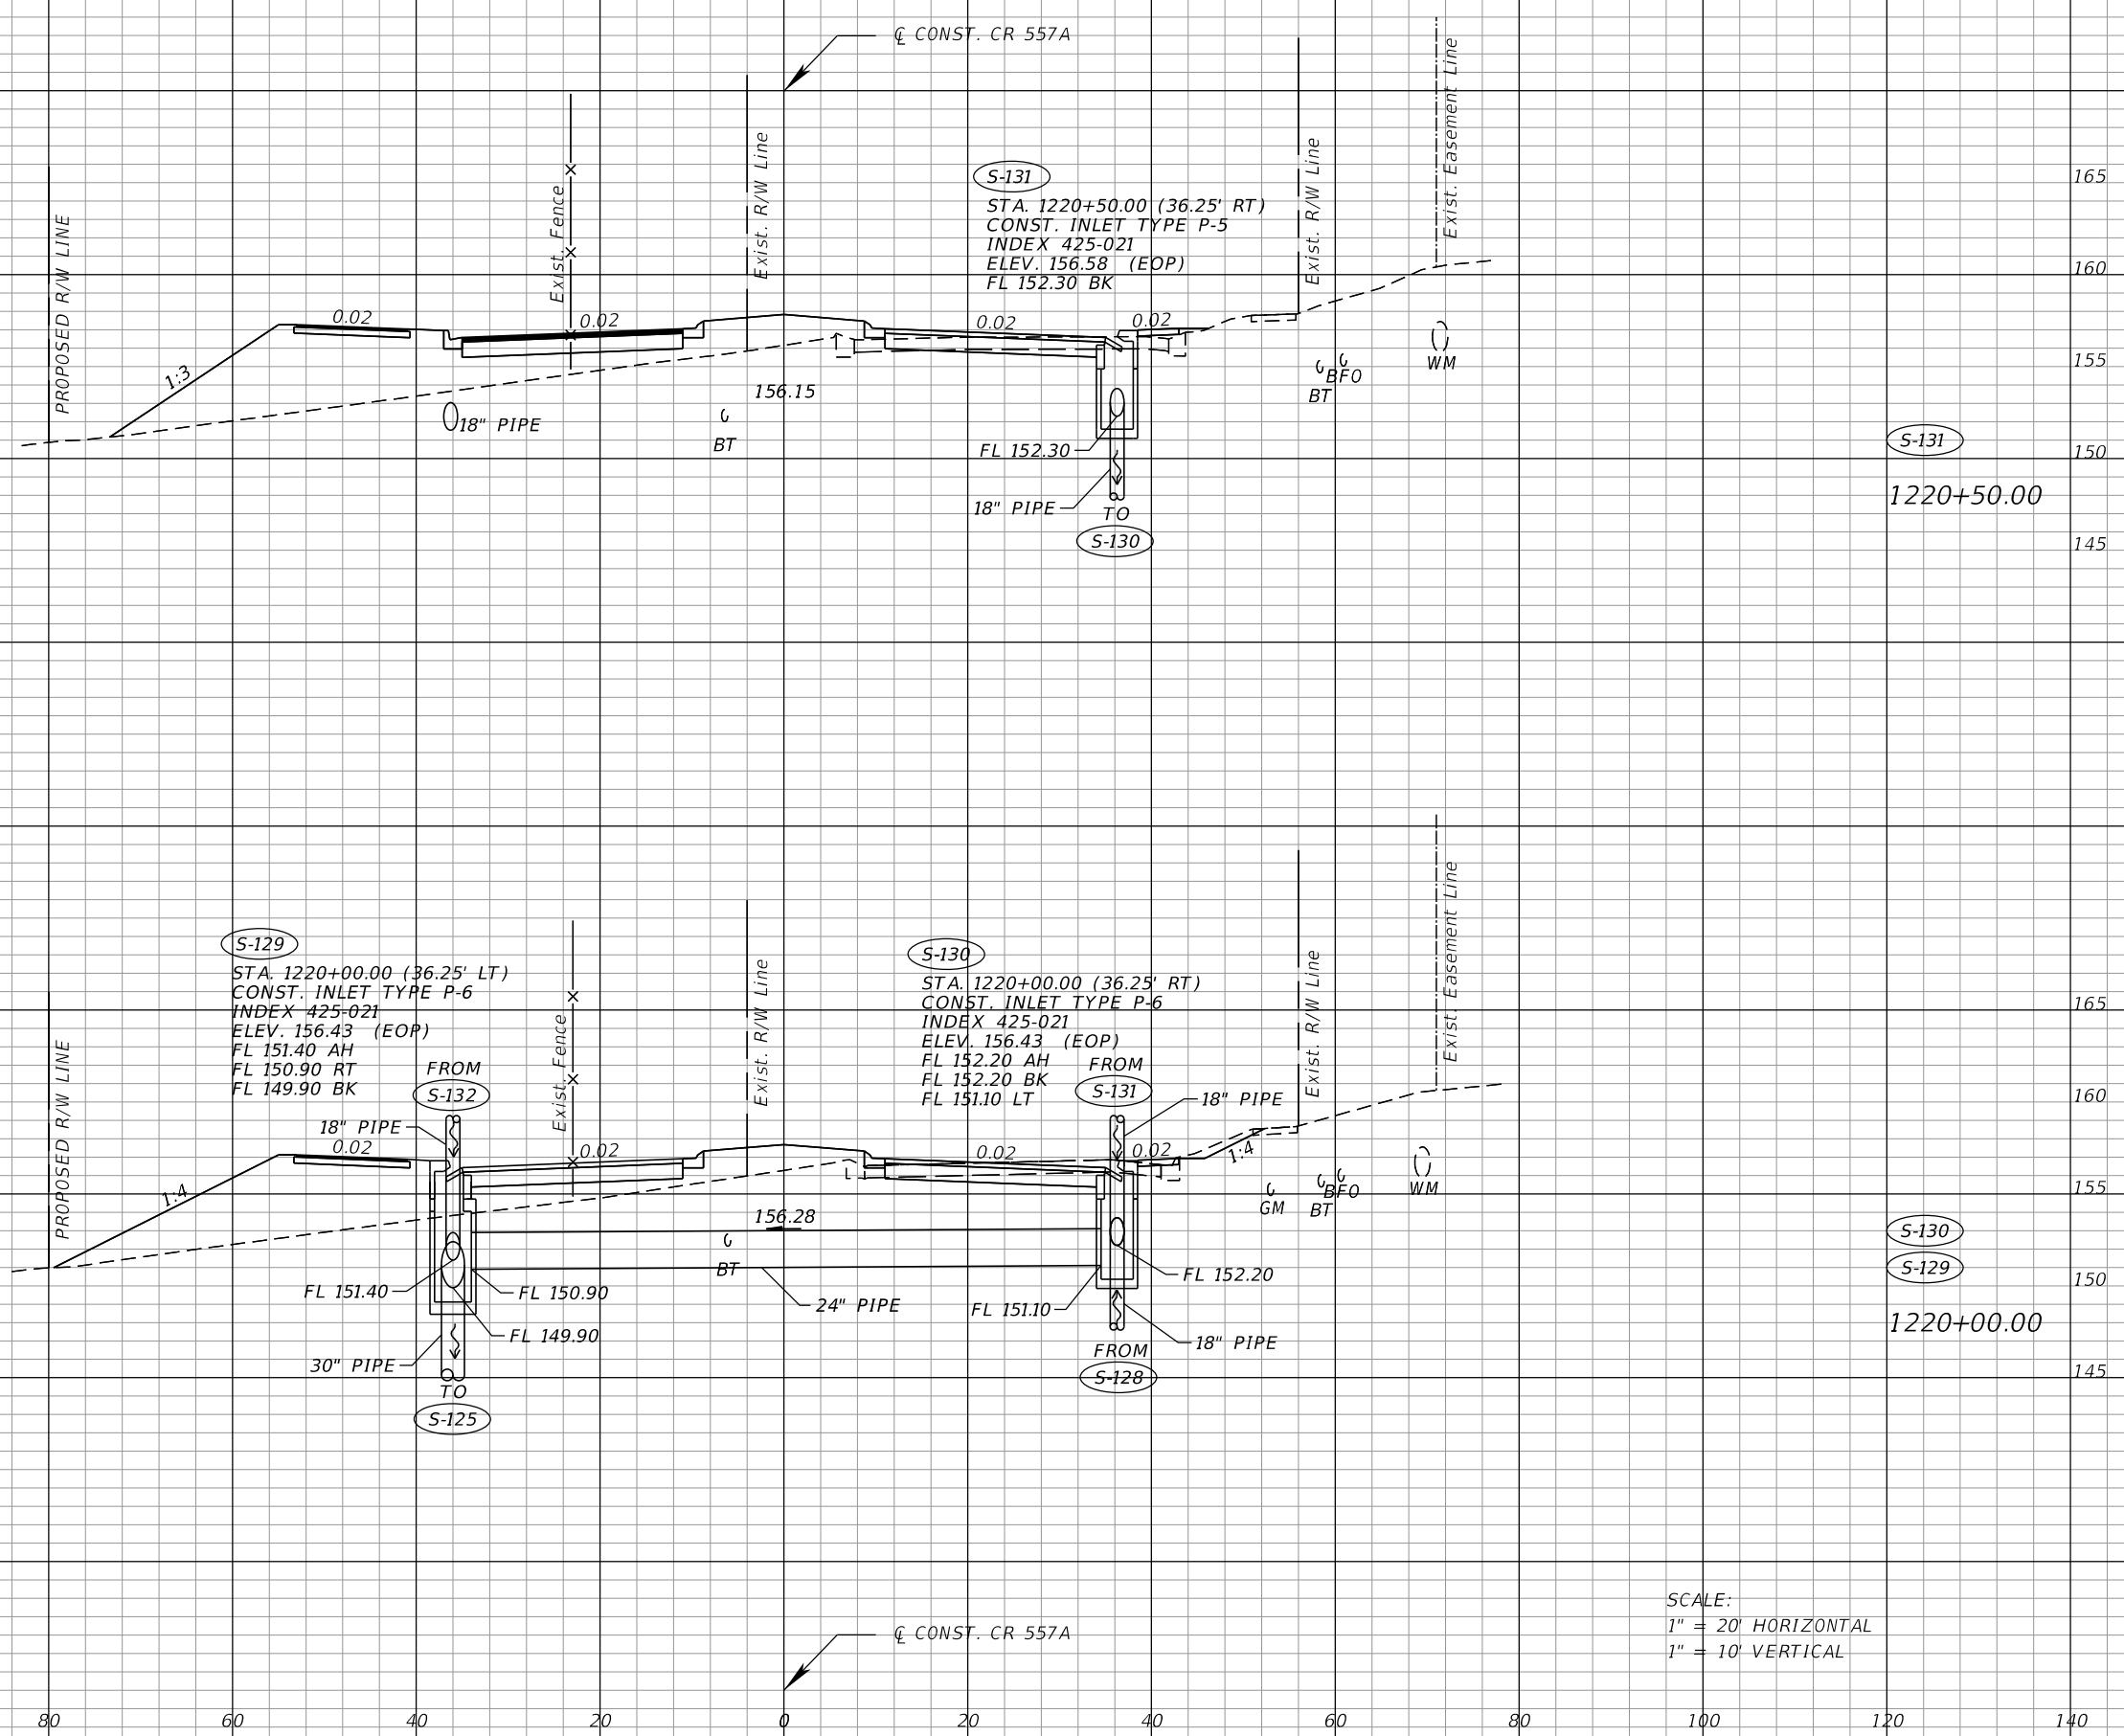 ℄ CONST. CR 557A
PROPOSED R/W LINE
Exist. Fence
Exist. R/W Line
Exist. R/W Line
Exist. Easement Line
S-131
STA. 1220+50.00 (36.25' RT)
CONST. INLET TYPE P-5
INDEX 425-021
ELEV. 156.58 (EOP)
FL 152.30 BK
165
160
155
150
145
0.02
0.02
0.02
0.02
1:3
18" PIPE
BT
156.15
FL 152.30
18" PIPE
TO
S-130
BFO
BT
WM
S-131
1220+50.00
PROPOSED R/W LINE
Exist. Fence
Exist. R/W Line
Exist. R/W Line
Exist. Easement Line
S-129
STA. 1220+00.00 (36.25' LT)
CONST. INLET TYPE P-6
INDEX 425-021
ELEV. 156.43 (EOP)
FL 151.40 AH
FL 150.90 RT
FL 149.90 BK
FROM
S-132
18" PIPE
S-130
STA. 1220+00.00 (36.25' RT)
CONST. INLET TYPE P-6
INDEX 425-021
ELEV. 156.43 (EOP)
FL 152.20 AH
FL 152.20 BK
FL 151.10 LT
FROM
S-131
18" PIPE
165
160
155
150
145
0.02
0.02
0.02
0.02
1:4
1:4
156.28
BT
GM
BFO
BT
WM
FL 151.40
FL 150.90
FL 149.90
24" PIPE
FL 151.10
FL 152.20
18" PIPE
30" PIPE
TO
S-125
FROM
S-128
S-130
S-129
1220+00.00
℄ CONST. CR 557A
SCALE:
1" = 20' HORIZONTAL
1" = 10' VERTICAL
80 60 40 20 0 20 40 60 80 100 120 140